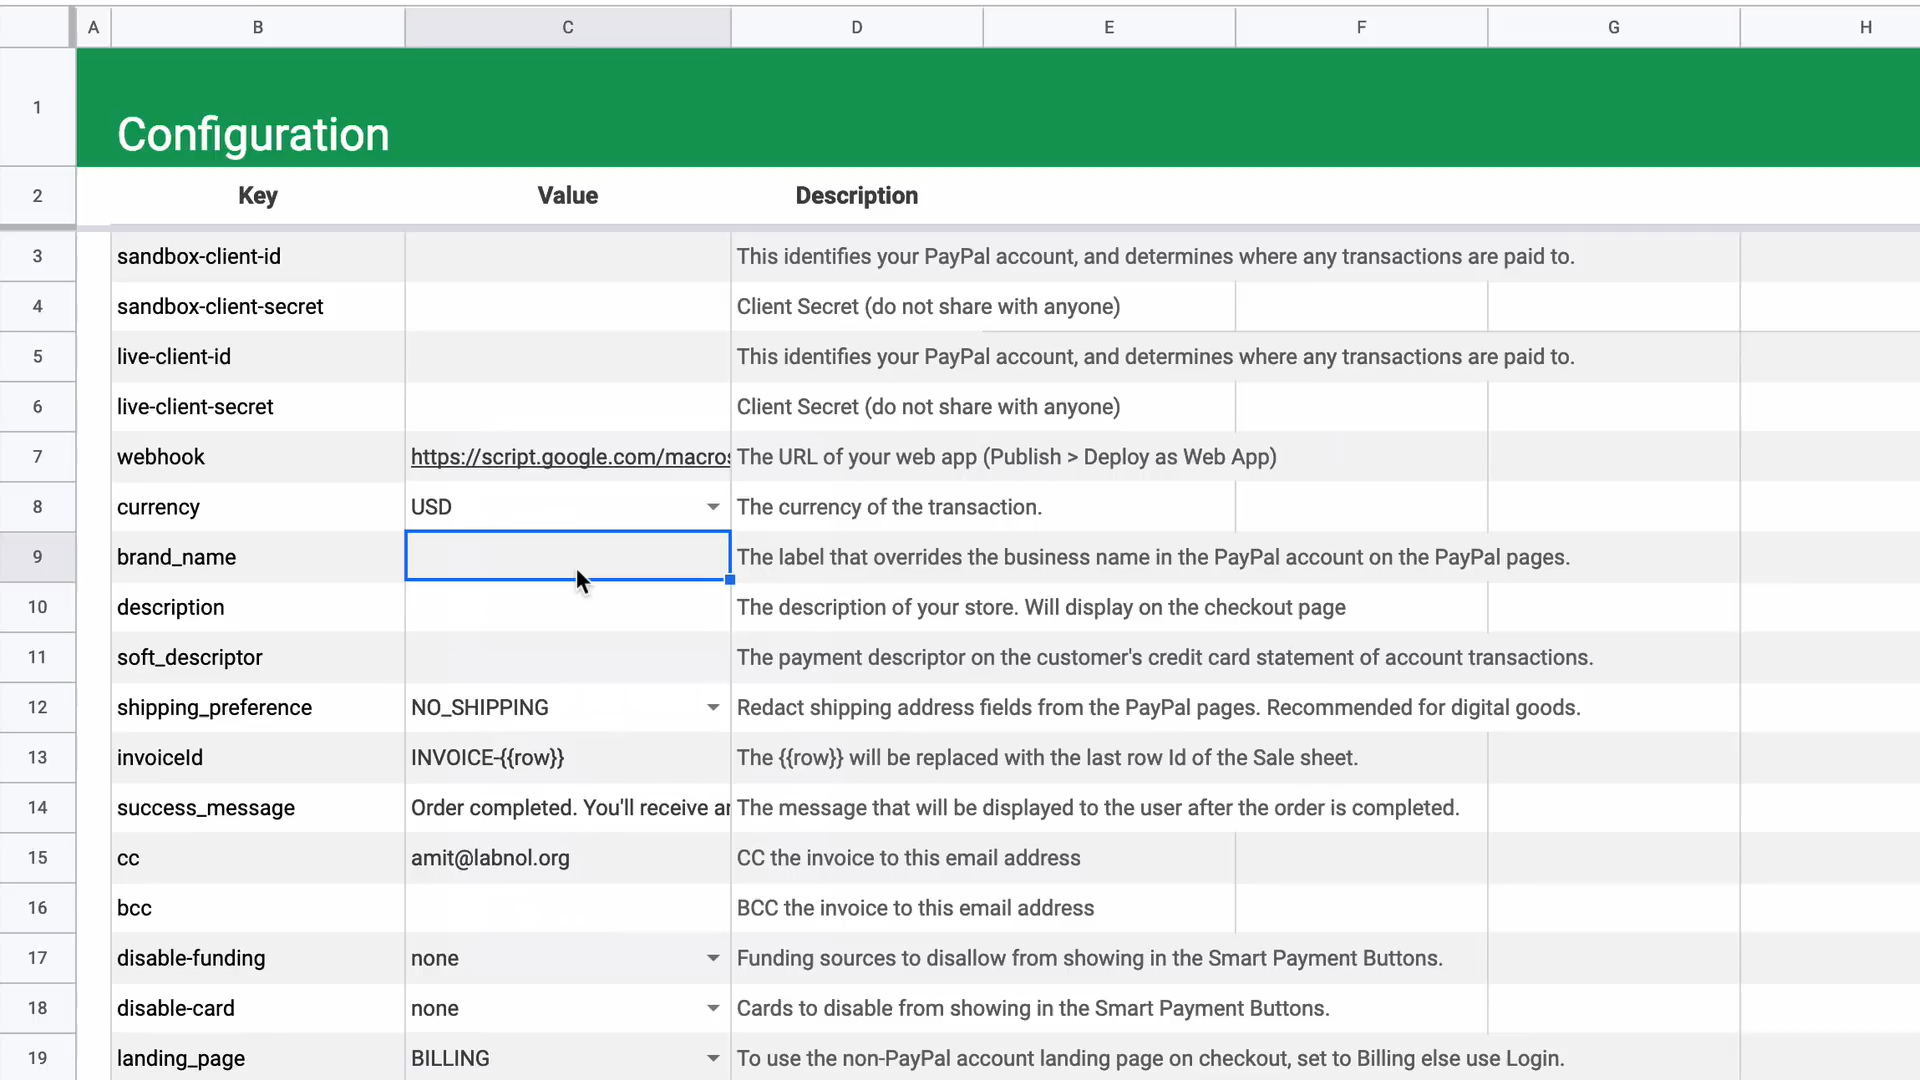 A B C D E F G H
1 Configuration
2 Key Value Description
3 sandbox-client-id This identifies your PayPal account, and determines where any transactions are paid to.
4 sandbox-client-secret Client Secret (do not share with anyone)
5 live-client-id This identifies your PayPal account, and determines where any transactions are paid to.
6 live-client-secret Client Secret (do not share with anyone)
7 webhook https://script.google.com/macros The URL of your web app (Publish > Deploy as Web App)
8 currency USD The currency of the transaction.
9 brand_name The label that overrides the business name in the PayPal account on the PayPal pages.
10 description The description of your store. Will display on the checkout page
11 soft_descriptor The payment descriptor on the customer's credit card statement of account transactions.
12 shipping_preference NO_SHIPPING Redact shipping address fields from the PayPal pages. Recommended for digital goods.
13 invoiceId INVOICE-{{row}} The {{row}} will be replaced with the last row Id of the Sale sheet.
14 success_message Order completed. You'll receive an The message that will be displayed to the user after the order is completed.
15 cc amit@labnol.org CC the invoice to this email address
16 bcc BCC the invoice to this email address
17 disable-funding none Funding sources to disallow from showing in the Smart Payment Buttons.
18 disable-card none Cards to disable from showing in the Smart Payment Buttons.
19 landing_page BILLING To use the non-PayPal account landing page on checkout, set to Billing else use Login.